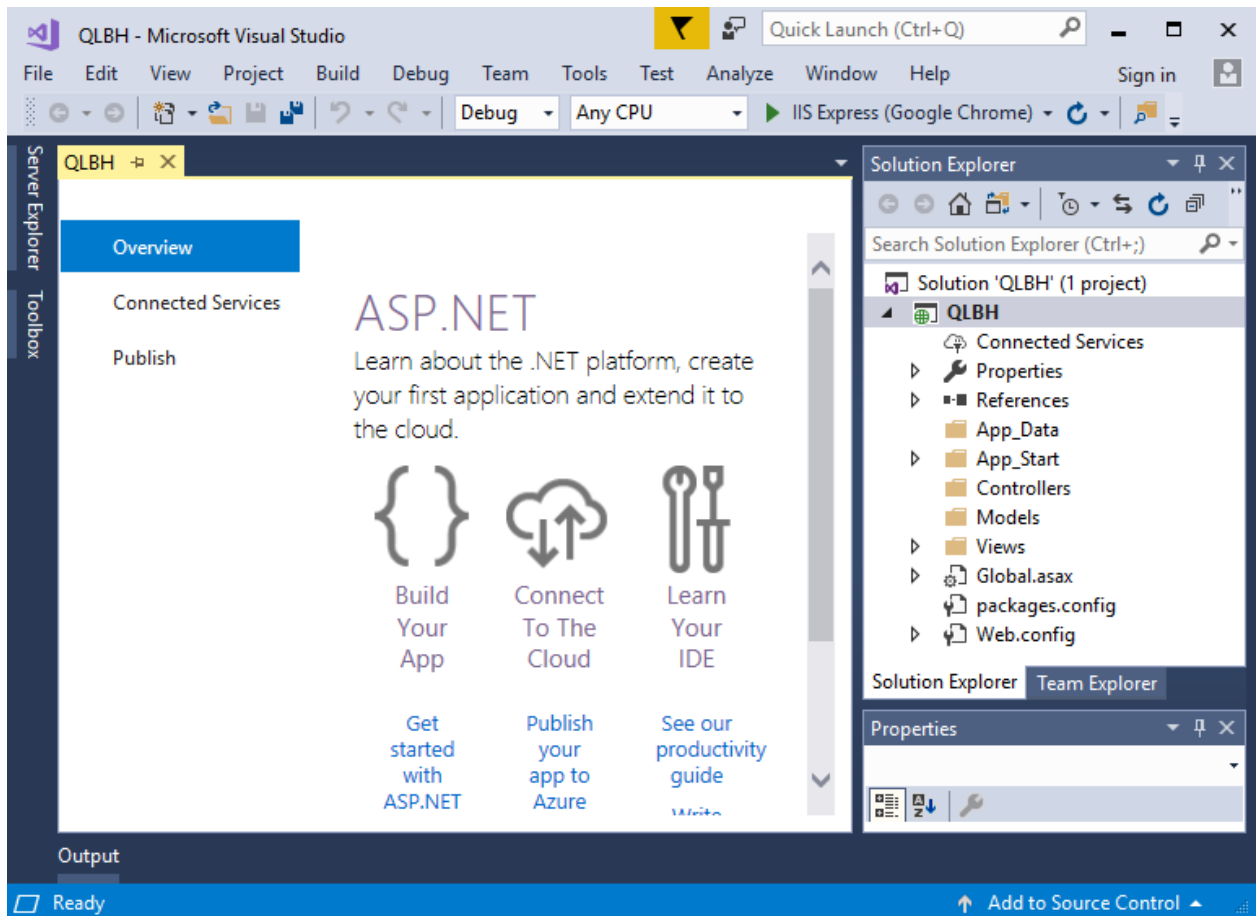 QLBH - Microsoft Visual Studio
Quick Launch (Ctrl+Q)
File Edit View Project Build Debug Team Tools Test Analyze Window Help Sign in
Debug Any CPU IIS Express (Google Chrome)
Server Explorer
Toolbox
QLBH
Overview
Connected Services
Publish
ASP.NET
Learn about the .NET platform, create
your first application and extend it to
the cloud.
Build
Your
App
Connect
To The
Cloud
Learn
Your
IDE
Get
started
with
ASP.NET
Publish
your
app to
Azure
See our
productivity
guide
Write
Solution Explorer
Search Solution Explorer (Ctrl+;)
Solution 'QLBH' (1 project)
QLBH
Connected Services
Properties
References
App_Data
App_Start
Controllers
Models
Views
Global.asax
packages.config
Web.config
Solution Explorer Team Explorer
Properties
Output
Ready Add to Source Control